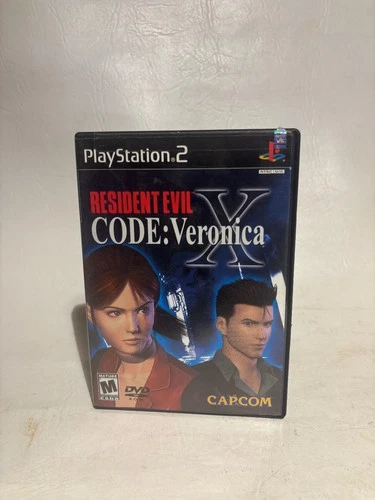 PlayStation®2
RESIDENT EVIL
CODE:Veronica
X
MATURE
M
DVD
CAPCOM